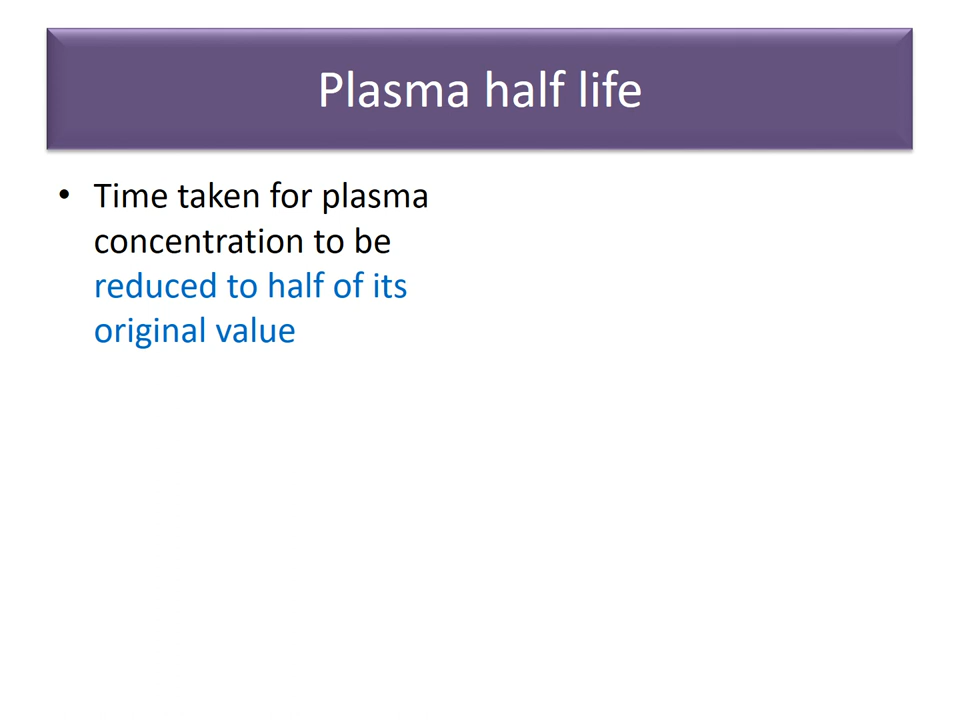 Plasma half life
• Time taken for plasma
concentration to be
reduced to half of its
original value